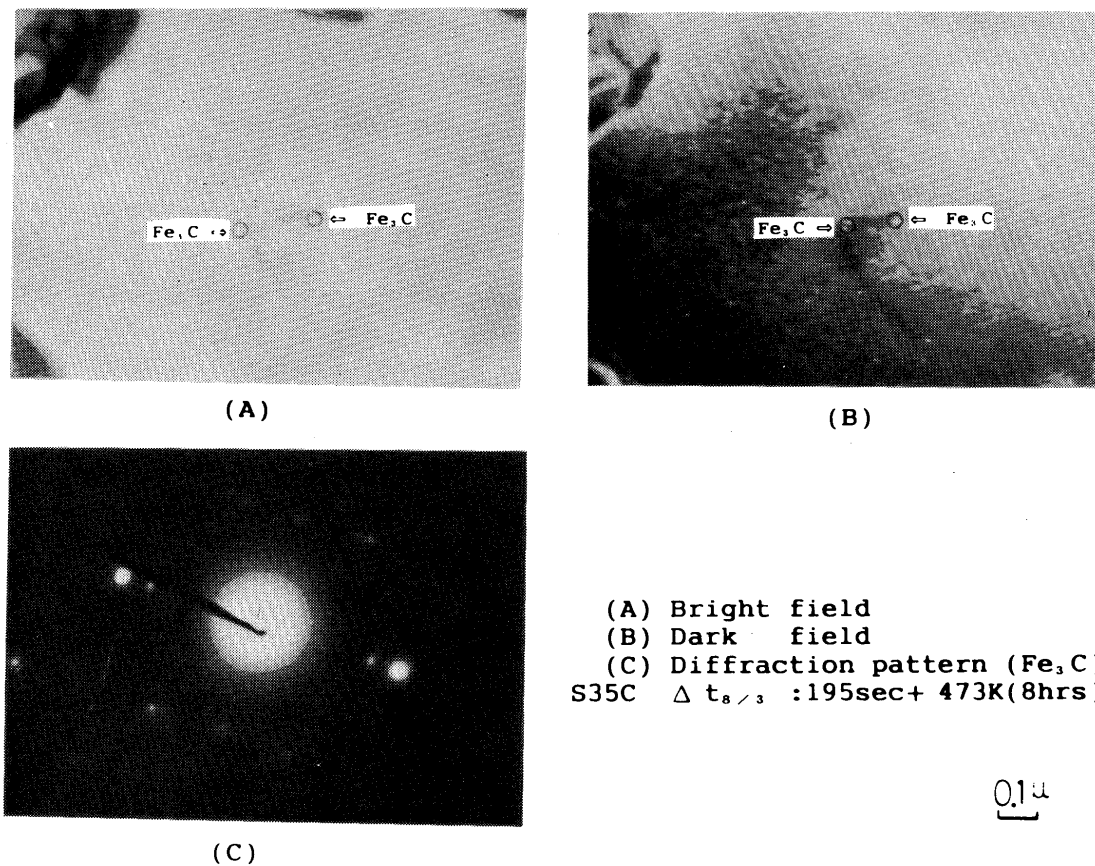 Fe₃C ⇔
⇐ Fe₃C
Fe₃C ⇒
⇐ Fe₃C
(A)
(B)
(A) Bright field
(B) Dark field
(C) Diffraction pattern (Fe₃C)
S35C Δ t₈/₃ :195sec+ 473K(8hrs)
0.1μ
(C)